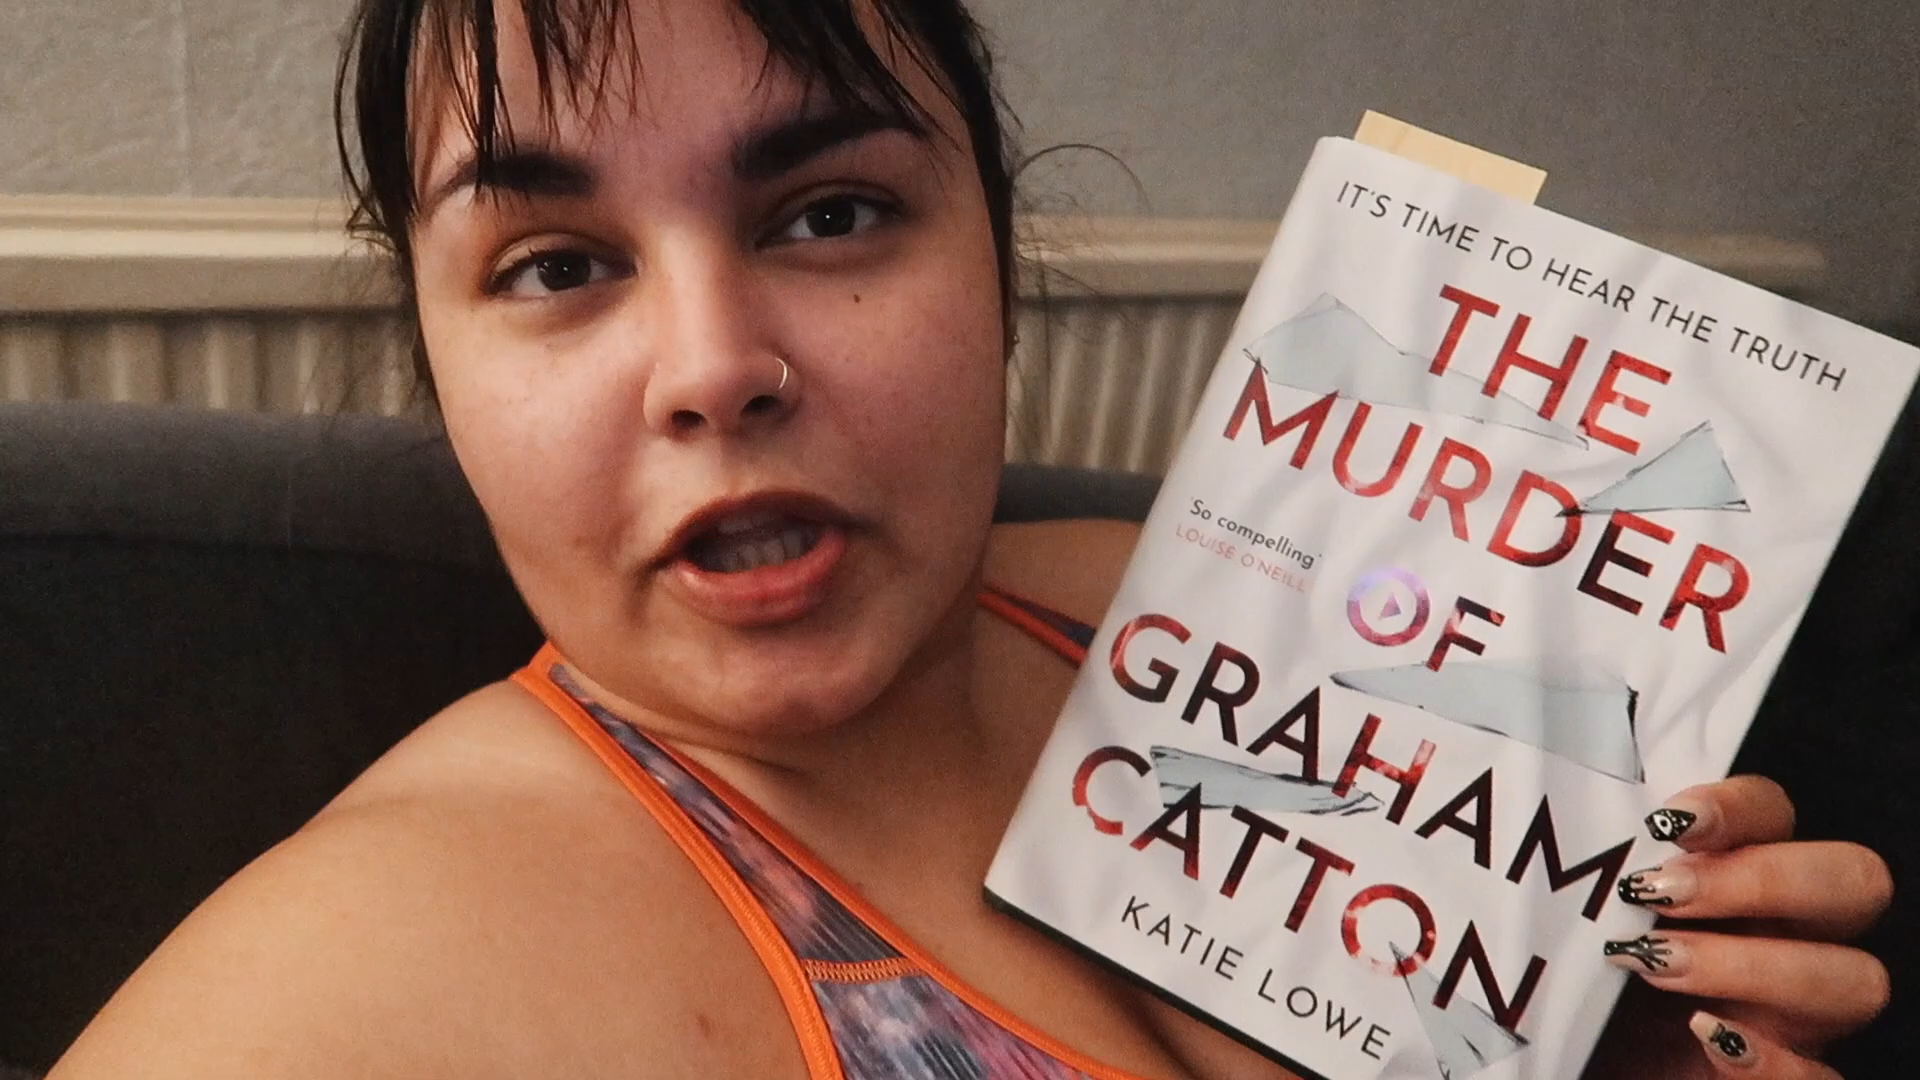 IT'S TIME TO HEAR THE TRUTH
THE
MURDER
'So compelling'
LOUISE O'NEILL
OF
GRAHAM
CATTON
KATIE LOWE